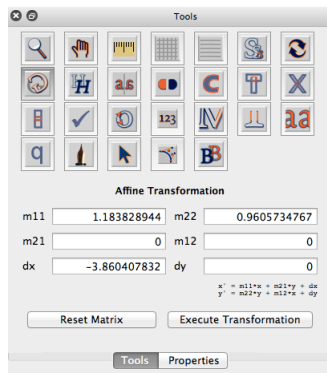 Tools
123
Affine Transformation
m11 1.183828944 m22 0.9605734767
m21 0 m12 0
dx -3.860407832 dy 0
x' = m11*x + m21*y + dx
y' = m22*y + m12*x + dy
Reset Matrix Execute Transformation
Tools Properties